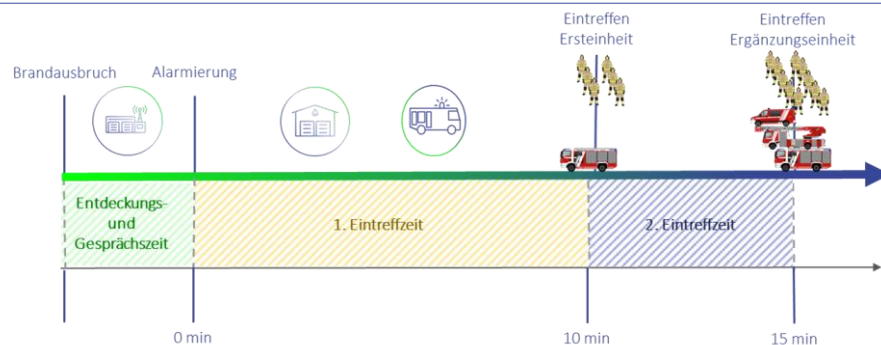 Eintreffen
Ersteinheit
Eintreffen
Ergänzungseinheit
Brandausbruch
Alarmierung
Entdeckungs-
und
Gesprächszeit
1. Eintreffzeit
2. Eintreffzeit
0 min
10 min
15 min